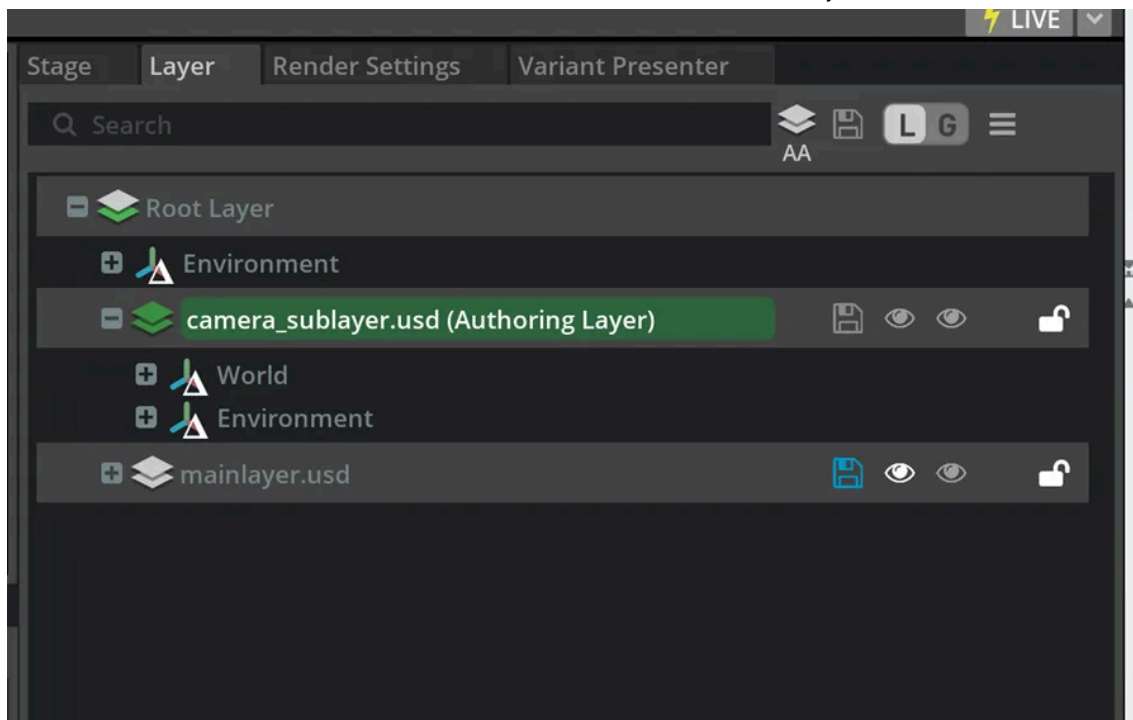 LIVE
Stage Layer Render Settings Variant Presenter
Search
AA
L G
Root Layer
Environment
camera_sublayer.usd (Authoring Layer)
World
Environment
mainlayer.usd